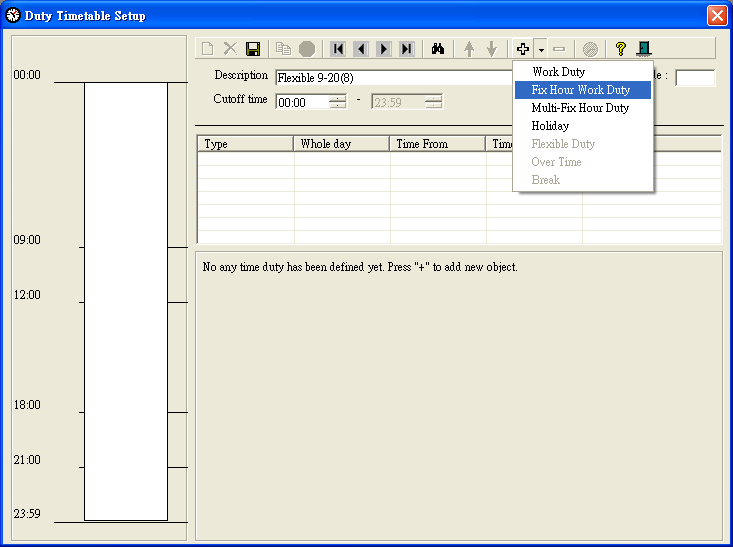 Duty Timetable Setup
00:00
09:00
12:00
18:00
21:00
23:59
Description Flexible 9-20(8) de :
Cutoff time 00:00 - 23:59
Work Duty
Fix Hour Work Duty
Multi-Fix Hour Duty
Holiday
Flexible Duty
Over Time
Break
Type Whole day Time From Time
No any time duty has been defined yet. Press "+" to add new object.